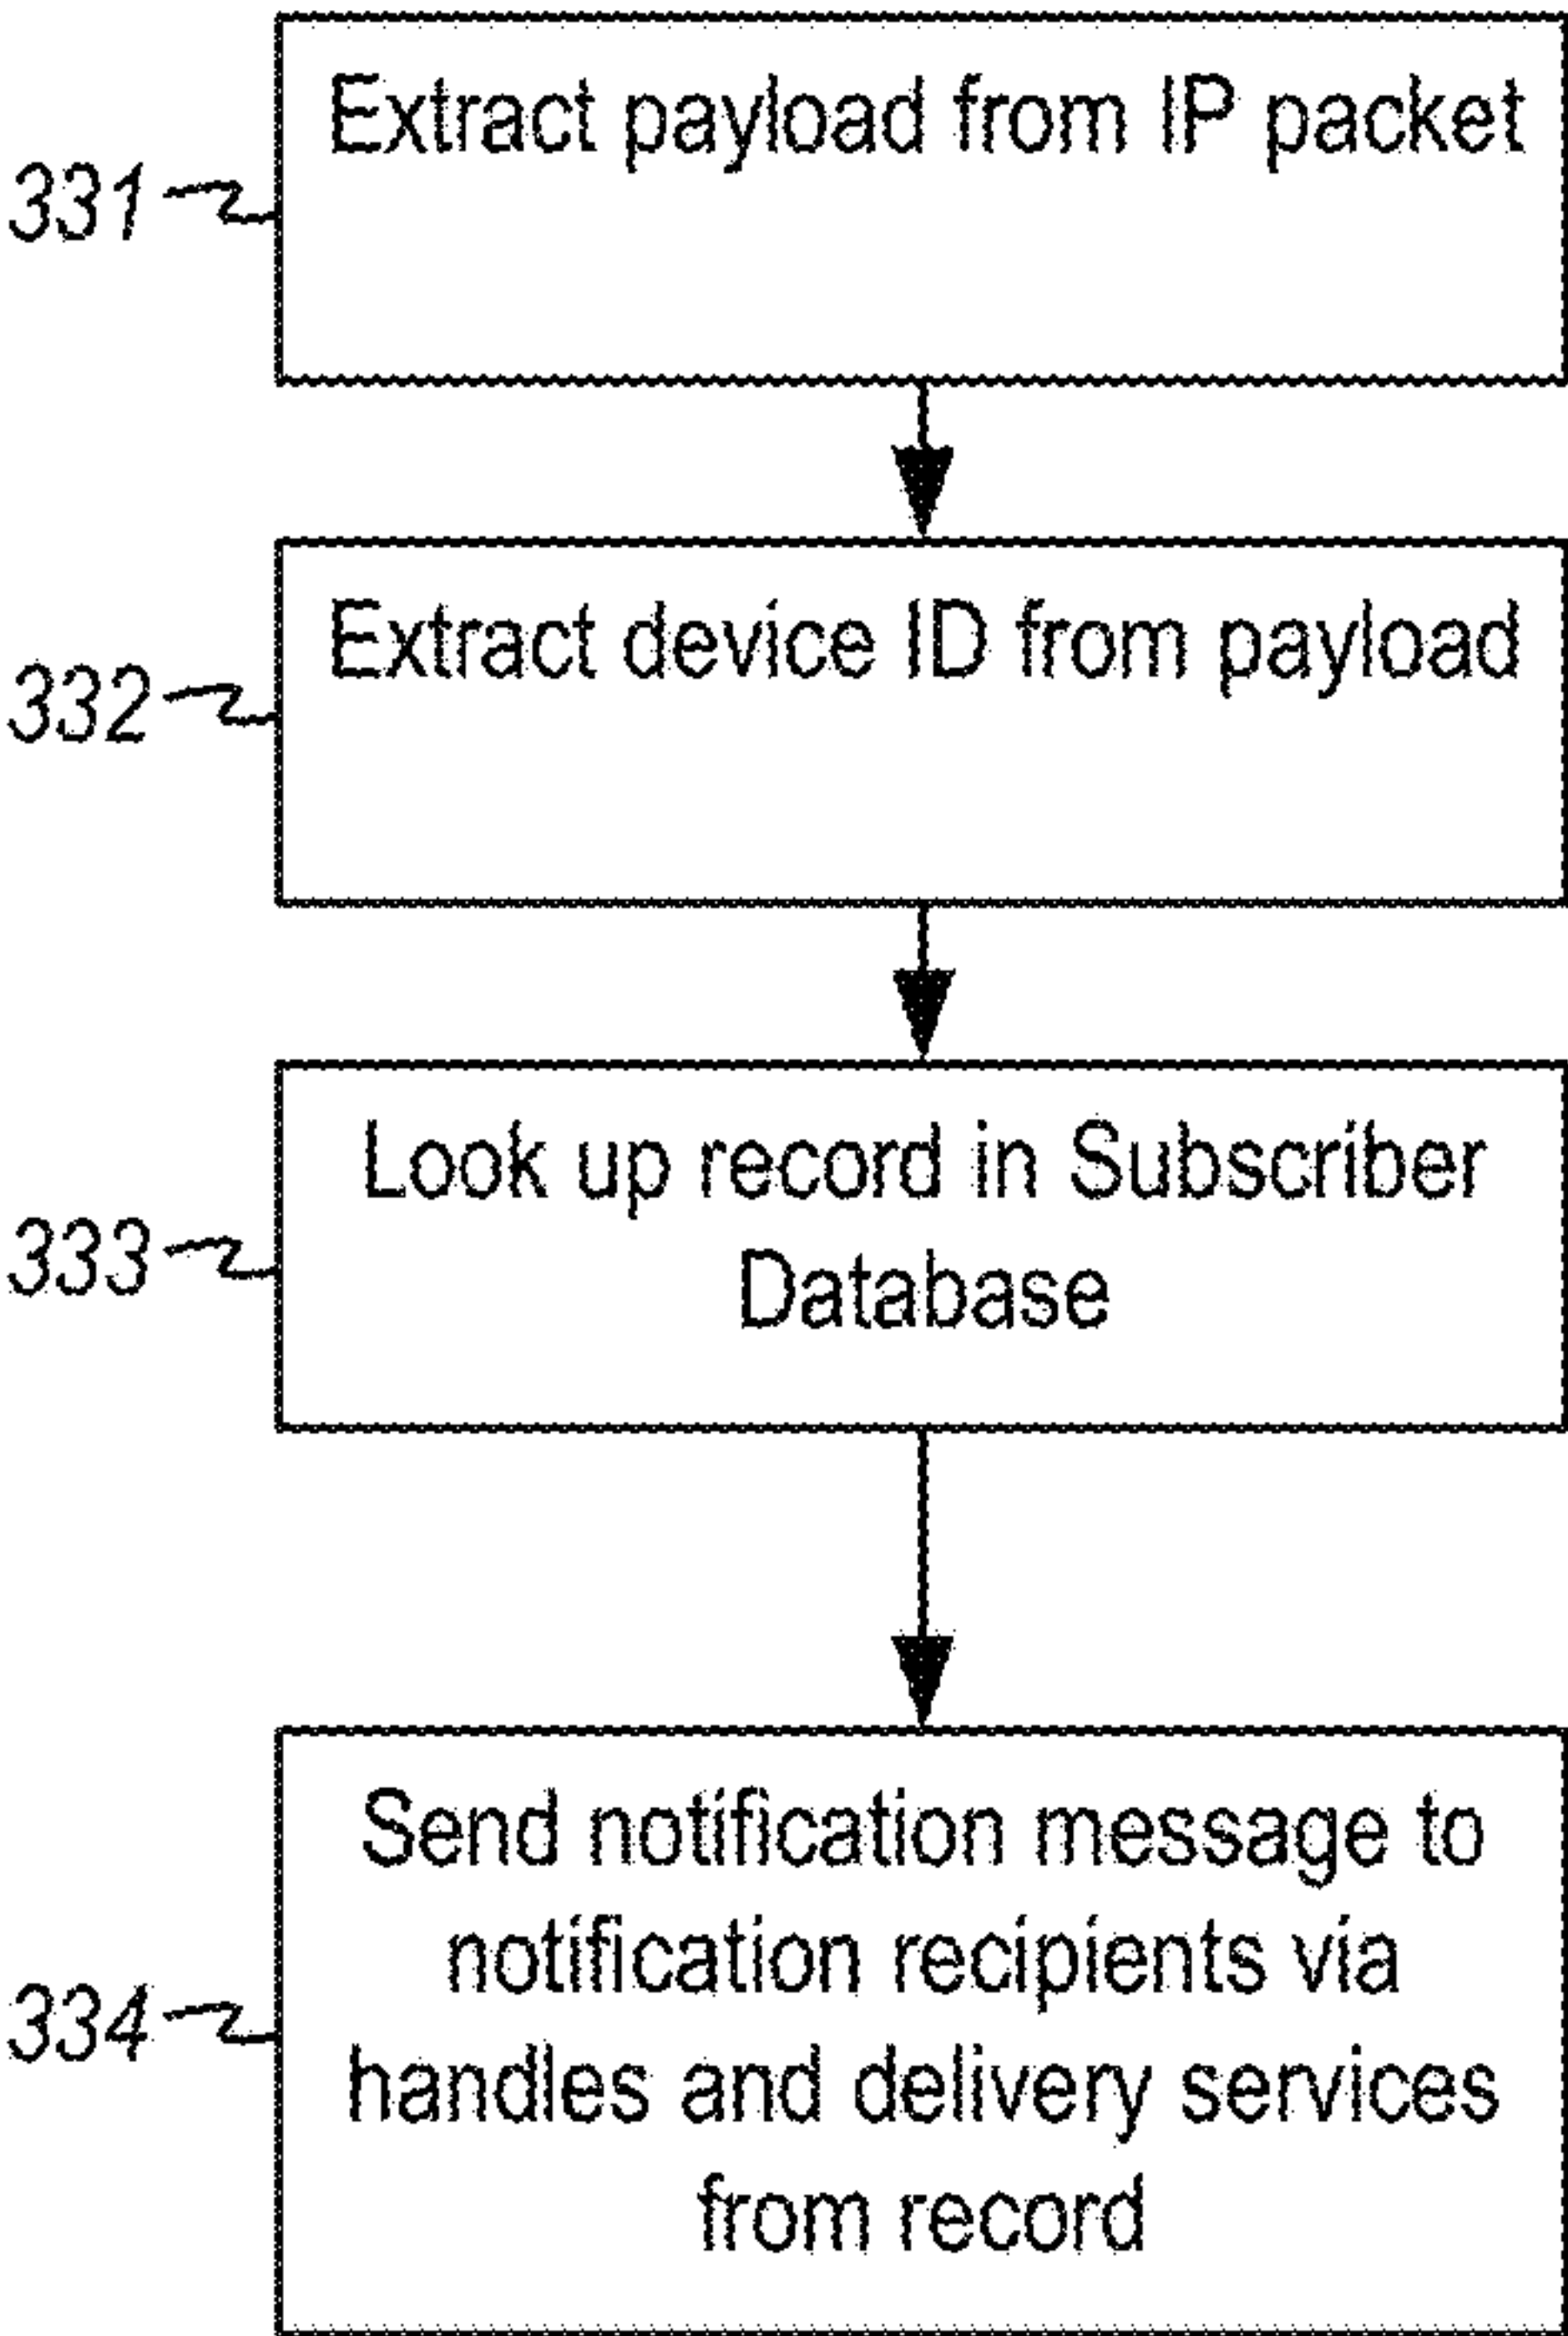 Extract payload from IP packet
331
Extract device ID from payload
332
Look up record in Subscriber
Database
333
Send notification message to
notification recipients via
handles and delivery services
from record
334